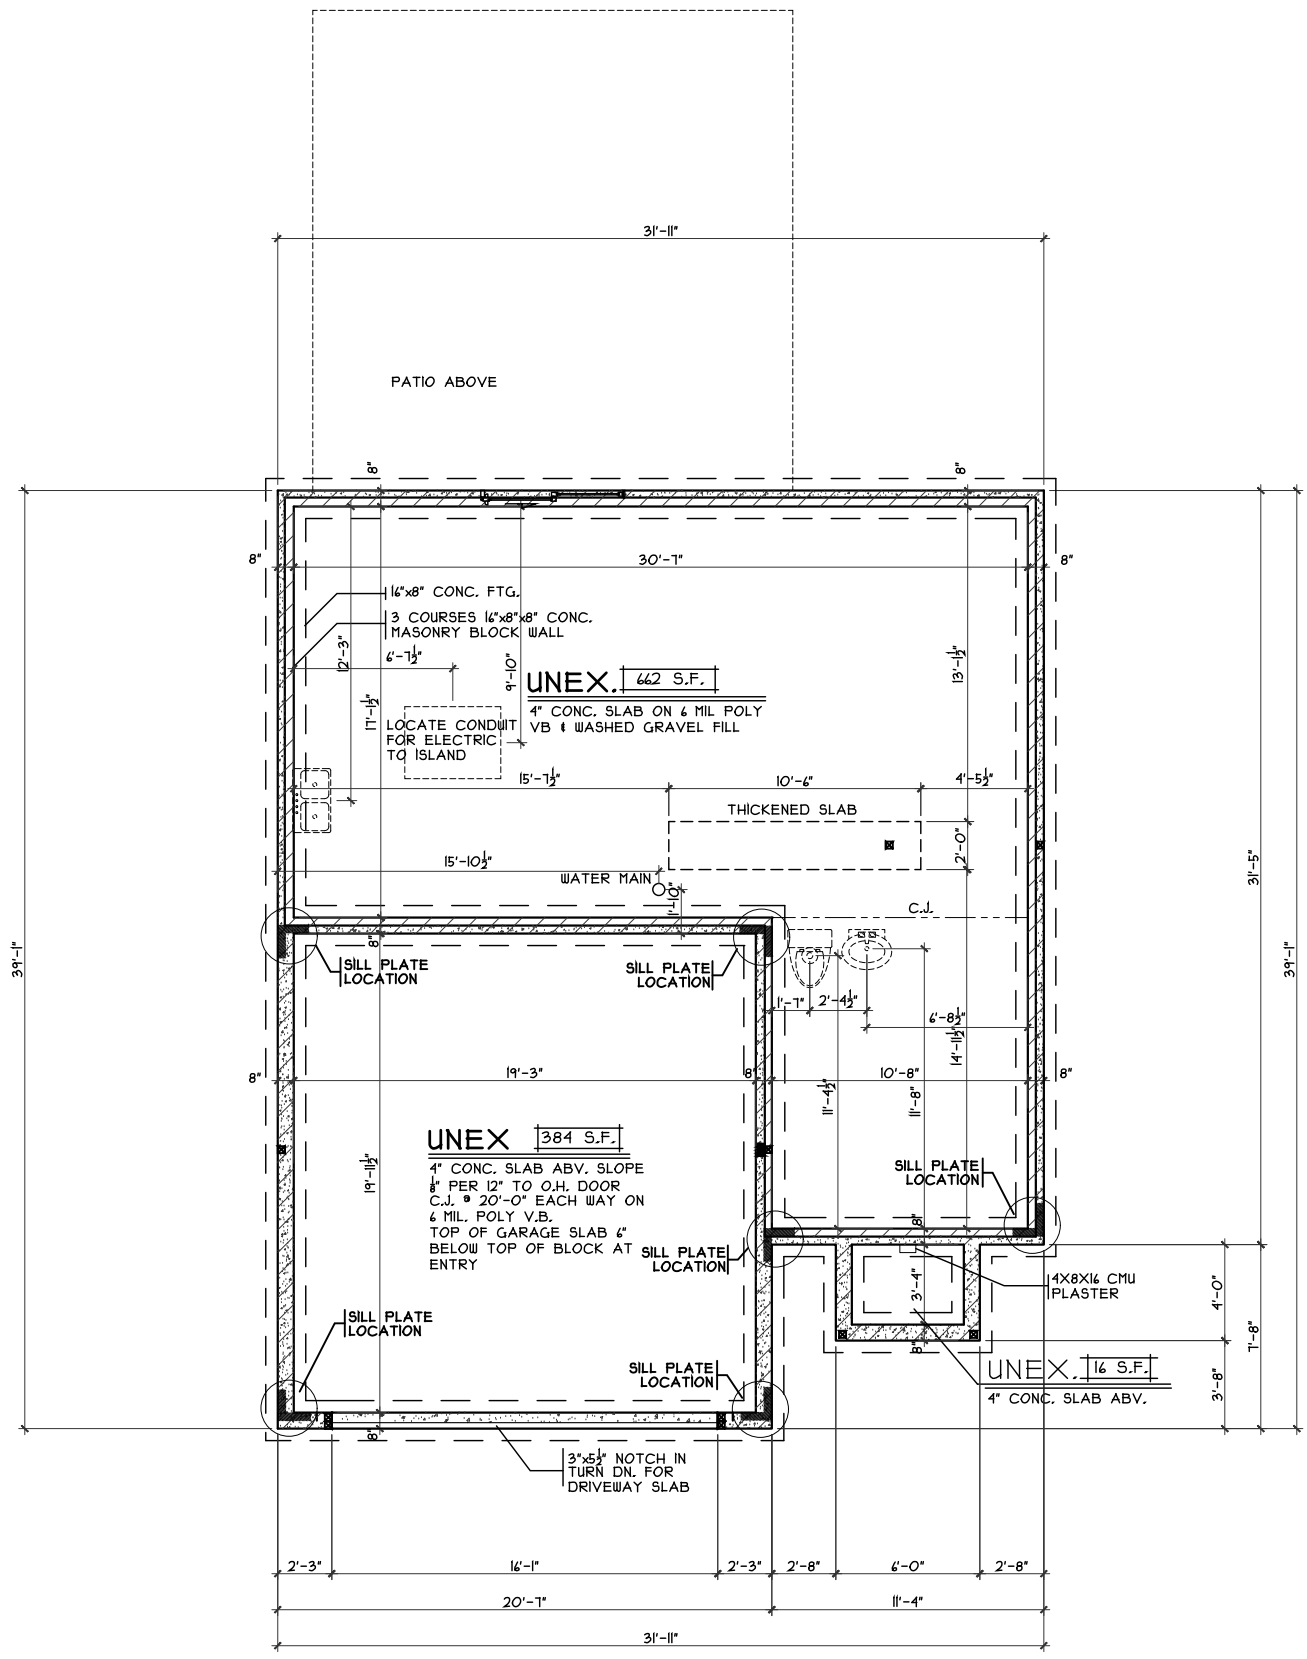 31'-11"
PATIO ABOVE
8"
8"
8"
30'-7"
8"
16"x8" CONC. FTG.
3 COURSES 16"x8"x8" CONC.
MASONRY BLOCK WALL
12'-3"
6'-7½"
9'-10"
13'-1½"
17'-1½"
UNEX. 662 S.F.
4" CONC. SLAB ON 6 MIL POLY
VB & WASHED GRAVEL FILL
LOCATE CONDUIT
FOR ELECTRIC
TO ISLAND
15'-7½"
10'-6"
4'-5½"
THICKENED SLAB
2'-0"
15'-10½"
WATER MAIN
1'-10"
C.J.
31'-5"
39'-1"
39'-1"
8"
SILL PLATE
LOCATION
SILL PLATE
LOCATION
1'-7"
2'-4½"
6'-8½"
14'-11½"
8"
19'-3"
8"
10'-8"
8"
11'-4½"
11'-8"
UNEX 384 S.F.
4" CONC. SLAB ABV. SLOPE
⅛" PER 12" TO O.H. DOOR
C.J. @ 20'-0" EACH WAY ON
6 MIL. POLY V.B.
TOP OF GARAGE SLAB 6"
BELOW TOP OF BLOCK AT
ENTRY
19'-11½"
SILL PLATE
LOCATION
8"
SILL PLATE
LOCATION
3'-4"
4X8X16 CMU
PLASTER
4'-0"
7'-8"
SILL PLATE
LOCATION
8"
SILL PLATE
LOCATION
UNEX. 16 S.F.
4" CONC. SLAB ABV.
3'-8"
8"
3"x5½" NOTCH IN
TURN DN. FOR
DRIVEWAY SLAB
2'-3"
16'-1"
2'-3"
2'-8"
6'-0"
2'-8"
20'-7"
11'-4"
31'-11"